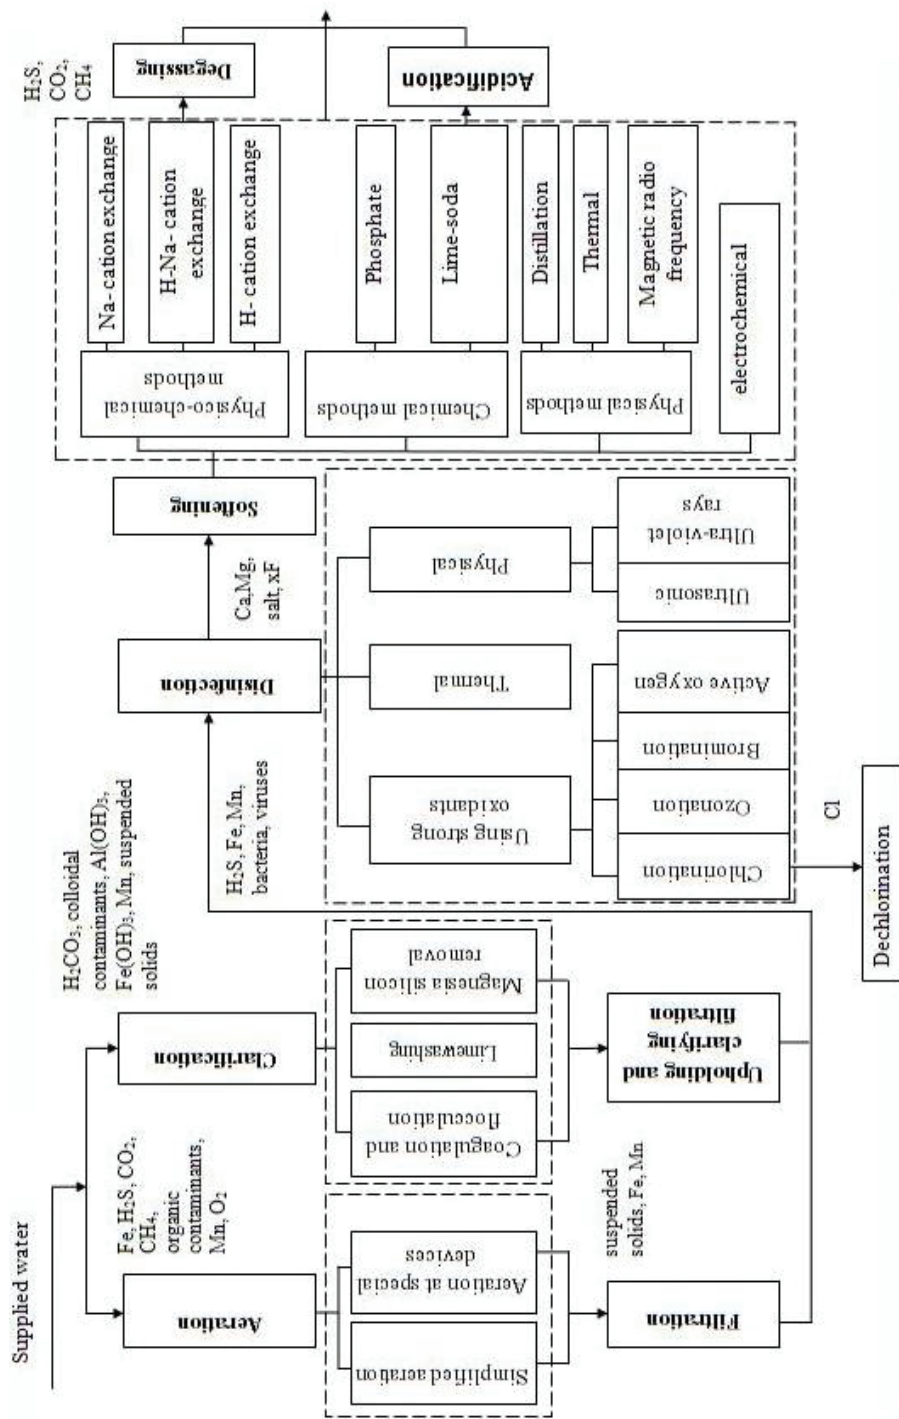 Supplied water
Fe, H₂S, CO₂,
CH₄,
organic
contaminants,
Mn, O₂
H₂CO₃, colloidal
contaminants, Al(OH)₃,
Fe(OH)₃, Mn, suspended
solids
Aeration
Clarification
Simplified aeration
Aeration at special
devices
Coagulation and
flocculation
Limewashing
Magnesia silicon
removal
suspended
solids, Fe, Mn
Filtration
Upholding and
clarifying
filtration
H₂S, Fe, Mn,
bacteria, viruses
Disinfection
Using strong
oxidants
Thermal
Physical
Chlorination
Ozonation
Bromination
Active oxygen
Ultrasonic
Ultra-violet
rays
Cl
Dechlorination
Ca,Mg,
salt, xF
Softening
Physico-chemical
methods
Chemical methods
Physical methods
electrochemical
Na- cation exchange
H-Na- cation
exchange
H- cation exchange
Phosphate
Lime-soda
Distillation
Thermal
Magnetic radio
frequency
H₂S,
CO₂,
CH₄
Degassing
Acidification